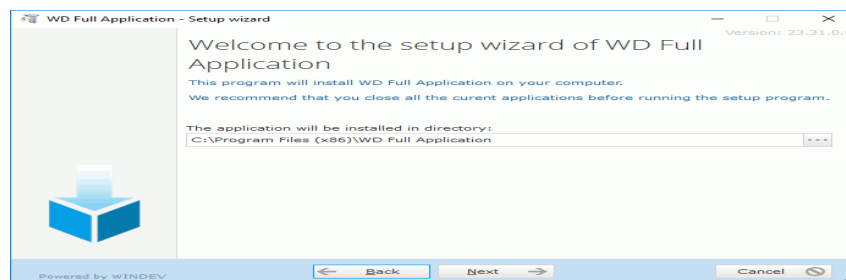 WD Full Application - Setup wizard
Version: 23.31.0.
Welcome to the setup wizard of WD Full
Application
This program will install WD Full Application on your computer.
We recommend that you close all the curent applications before running the setup program.
The application will be installed in directory:
C:\Program Files (x86)\WD Full Application
...
Powered by WINDEV
Back
Next
Cancel